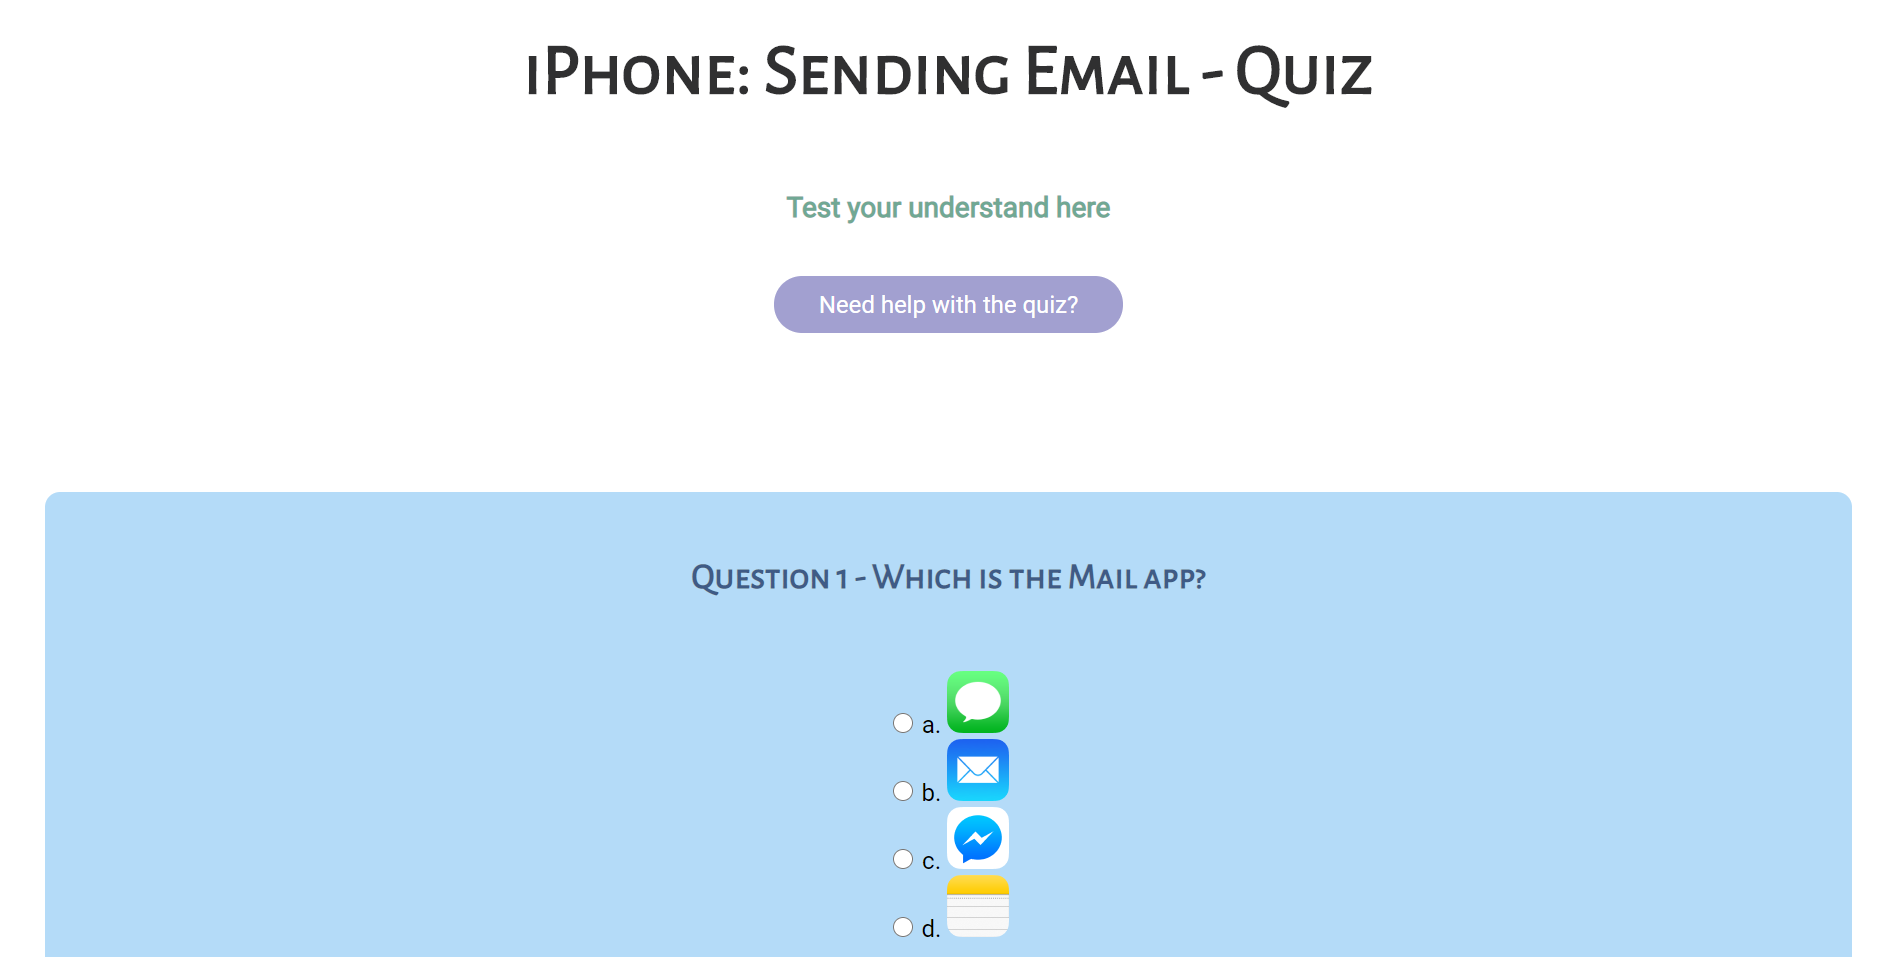 iPhone: Sending Email - Quiz
Test your understand here
Need help with the quiz?
Question 1 - Which is the Mail app?
a.
b.
c.
d.